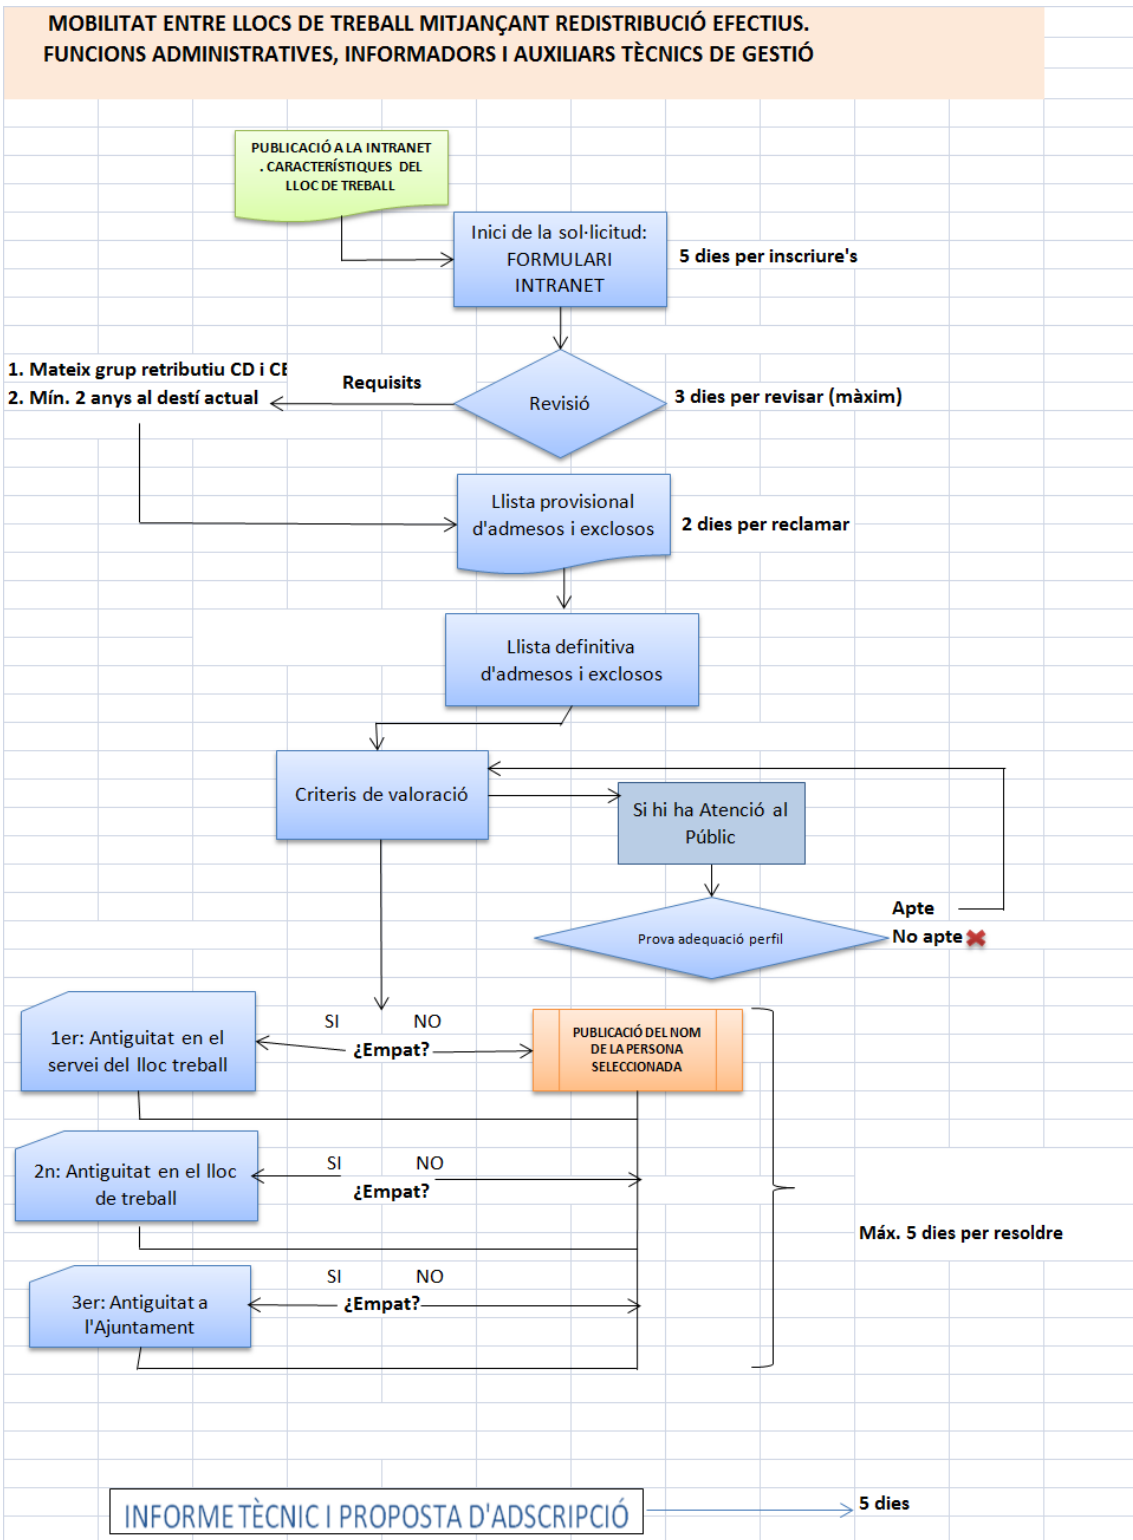 MOBILITAT ENTRE LLOCS DE TREBALL MITJANÇANT REDISTRIBUCIÓ EFECTIUS.
FUNCIONS ADMINISTRATIVES, INFORMADORS I AUXILIARS TÈCNICS DE GESTIÓ
PUBLICACIÓ A LA INTRANET
. CARACTERÍSTIQUES DEL
LLOC DE TREBALL
Inici de la sol·licitud:
FORMULARI
INTRANET
5 dies per inscriure's
1. Mateix grup retributiu CD i CE
2. Mín. 2 anys al destí actual
Requisits
Revisió
3 dies per revisar (màxim)
Llista provisional
d'admesos i exclosos
2 dies per reclamar
Llista definitiva
d'admesos i exclosos
Criteris de valoració
Si hi ha Atenció al
Públic
Prova adequació perfil
Apte
No apte
1er: Antiguitat en el
servei del lloc treball
SI NO
¿Empat?
PUBLICACIÓ DEL NOM
DE LA PERSONA
SELECCIONADA
2n: Antiguitat en el lloc
de treball
SI NO
¿Empat?
Máx. 5 dies per resoldre
3er: Antiguitat a
l'Ajuntament
SI NO
¿Empat?
INFORME TÈCNIC I PROPOSTA D'ADSCRIPCIÓ
5 dies